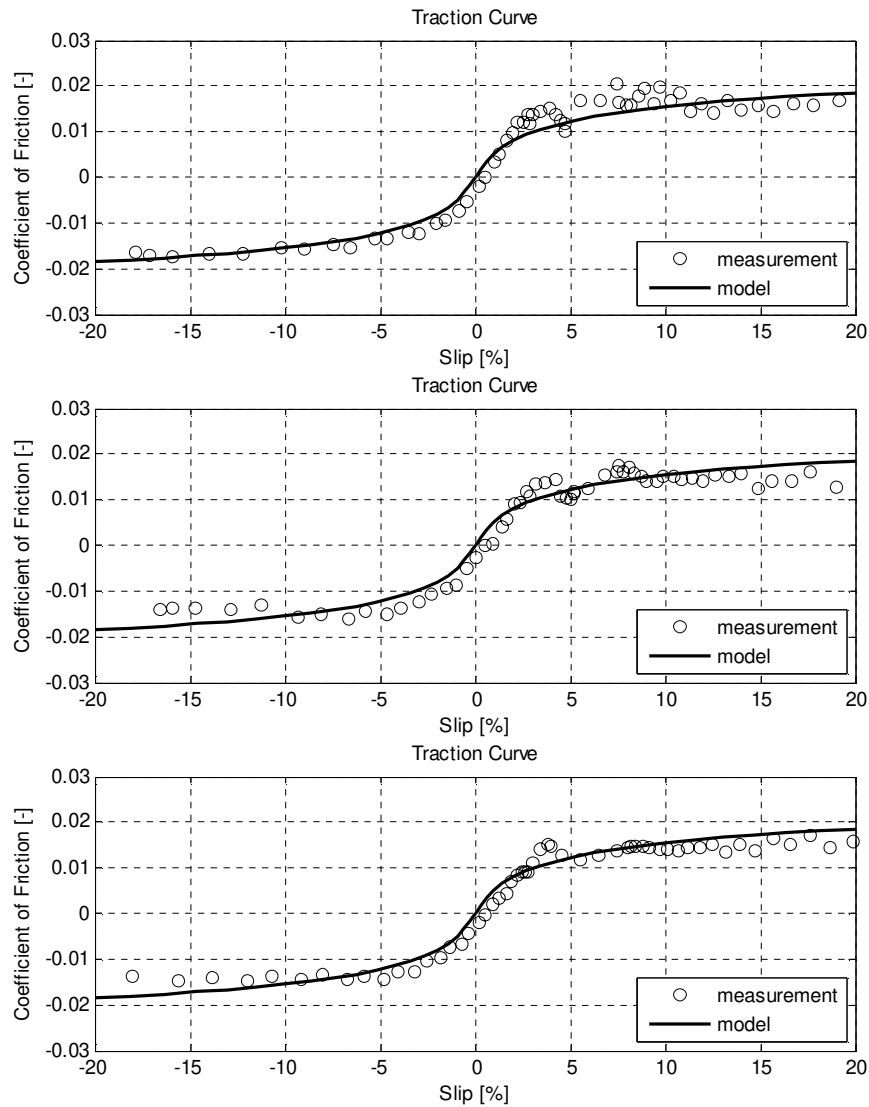 Traction Curve
0.03
0.02
0.01
0
-0.01
-0.02
-0.03
Coefficient of Friction [-]
measurement
model
-20 -15 -10 -5 0 5 10 15 20
Slip [%]
Traction Curve
0.03
0.02
0.01
0
-0.01
-0.02
-0.03
Coefficient of Friction [-]
measurement
model
-20 -15 -10 -5 0 5 10 15 20
Slip [%]
Traction Curve
0.03
0.02
0.01
0
-0.01
-0.02
-0.03
Coefficient of Friction [-]
measurement
model
-20 -15 -10 -5 0 5 10 15 20
Slip [%]